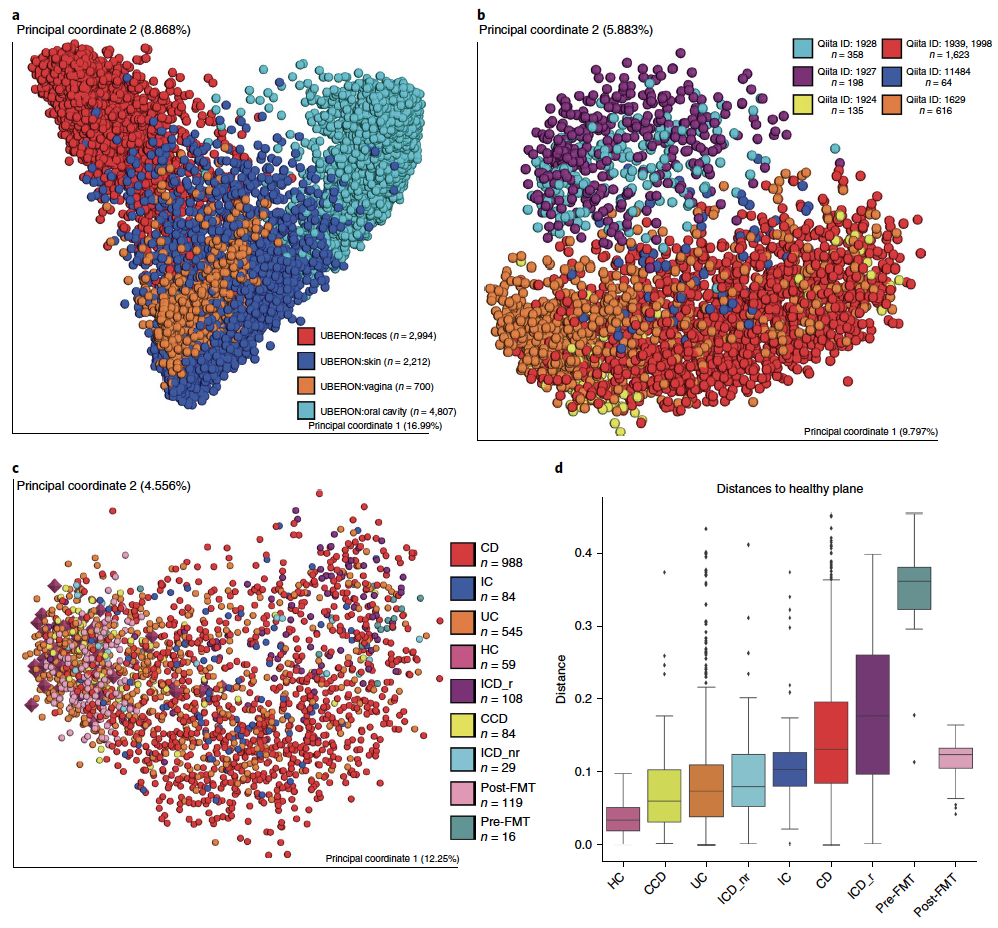 a
Principal coordinate 2 (8.868%)
UBERON:feces (n = 2,994)
UBERON:skin (n = 2,212)
UBERON:vagina (n = 700)
UBERON:oral cavity (n = 4,807)
Principal coordinate 1 (16.99%)
b
Principal coordinate 2 (5.883%)
Qiita ID: 1928
n = 358
Qiita ID: 1939, 1998
n = 1,623
Qiita ID: 1927
n = 198
Qiita ID: 11484
n = 64
Qiita ID: 1924
n = 135
Qiita ID: 1629
n = 616
Principal coordinate 1 (9.797%)
c
Principal coordinate 2 (4.556%)
CD
n = 988
IC
n = 84
UC
n = 545
HC
n = 59
ICD_r
n = 108
CCD
n = 84
ICD_nr
n = 29
Post-FMT
n = 119
Pre-FMT
n = 16
Principal coordinate 1 (12.25%)
d
Distances to healthy plane
Distance
0.4
0.3
0.2
0.1
0.0
HC
CCD
UC
ICD_nr
IC
CD
ICD_r
Pre-FMT
Post-FMT